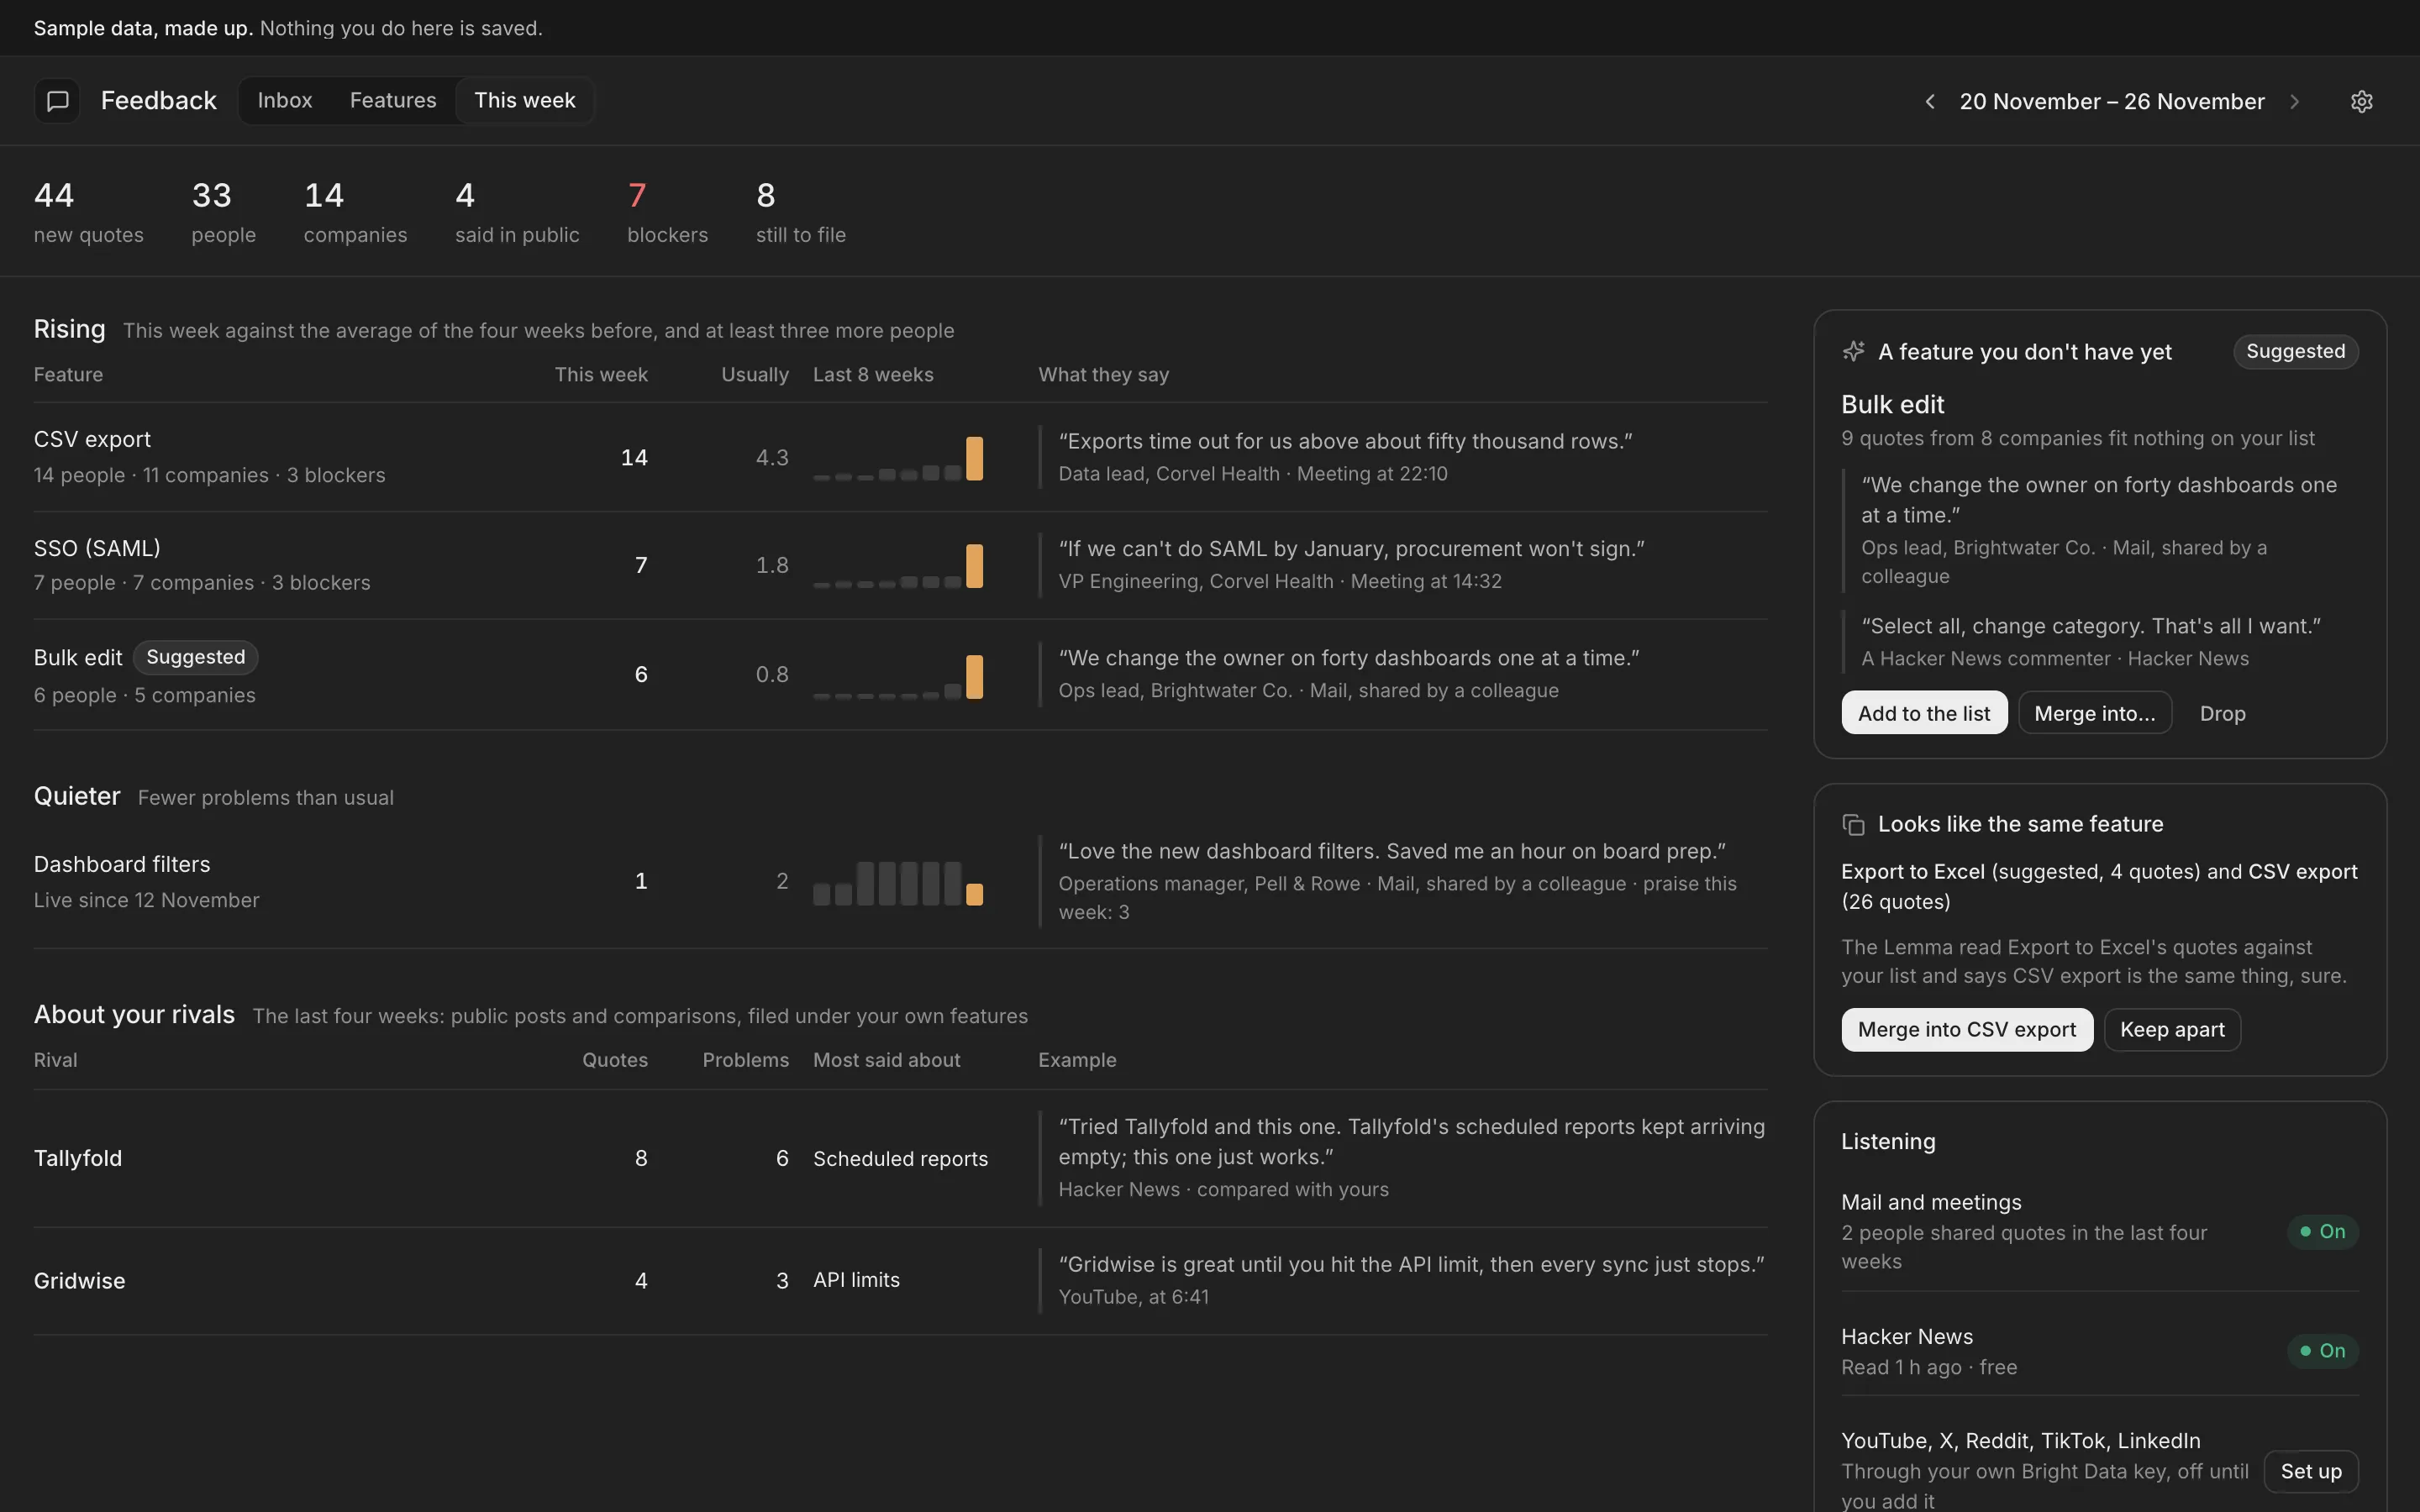 Sample data, made up. Nothing you do here is saved.
Feedback
Inbox
Features
This week
20 November – 26 November
44
new quotes
33
people
14
companies
4
said in public
7
blockers
8
still to file
Rising
This week against the average of the four weeks before, and at least three more people
Feature
This week
Usually
Last 8 weeks
What they say
CSV export
14 people · 11 companies · 3 blockers
14
4.3
“Exports time out for us above about fifty thousand rows.”
Data lead, Corvel Health · Meeting at 22:10
SSO (SAML)
7 people · 7 companies · 3 blockers
7
1.8
“If we can't do SAML by January, procurement won't sign.”
VP Engineering, Corvel Health · Meeting at 14:32
Bulk edit
Suggested
6 people · 5 companies
6
0.8
“We change the owner on forty dashboards one at a time.”
Ops lead, Brightwater Co. · Mail, shared by a colleague
Quieter
Fewer problems than usual
Dashboard filters
Live since 12 November
1
2
“Love the new dashboard filters. Saved me an hour on board prep.”
Operations manager, Pell & Rowe · Mail, shared by a colleague · praise this
week: 3
About your rivals
The last four weeks: public posts and comparisons, filed under your own features
Rival
Quotes
Problems
Most said about
Example
Tallyfold
8
6
Scheduled reports
“Tried Tallyfold and this one. Tallyfold's scheduled reports kept arriving
empty; this one just works.”
Hacker News · compared with yours
Gridwise
4
3
API limits
“Gridwise is great until you hit the API limit, then every sync just stops.”
YouTube, at 6:41
A feature you don't have yet
Suggested
Bulk edit
9 quotes from 8 companies fit nothing on your list
“We change the owner on forty dashboards one
at a time.”
Ops lead, Brightwater Co. · Mail, shared by a
colleague
“Select all, change category. That's all I want.”
A Hacker News commenter · Hacker News
Add to the list
Merge into…
Drop
Looks like the same feature
Export to Excel (suggested, 4 quotes) and CSV export
(26 quotes)
The Lemma read Export to Excel's quotes against
your list and says CSV export is the same thing, sure.
Merge into CSV export
Keep apart
Listening
Mail and meetings
2 people shared quotes in the last four
weeks
On
Hacker News
Read 1 h ago · free
On
YouTube, X, Reddit, TikTok, LinkedIn
Through your own Bright Data key, off until
you add it
Set up